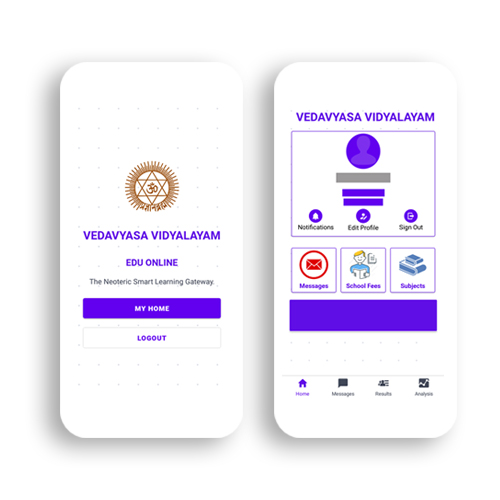 VEDAVYASA VIDYALAYAM
EDU ONLINE
The Neoteric Smart Learning Gateway.
MY HOME
LOGOUT
VEDAVYASA VIDYALAYAM
Notifications
Edit Profile
Sign Out
Messages
School Fees
Subjects
Home
Messages
Results
Analysis